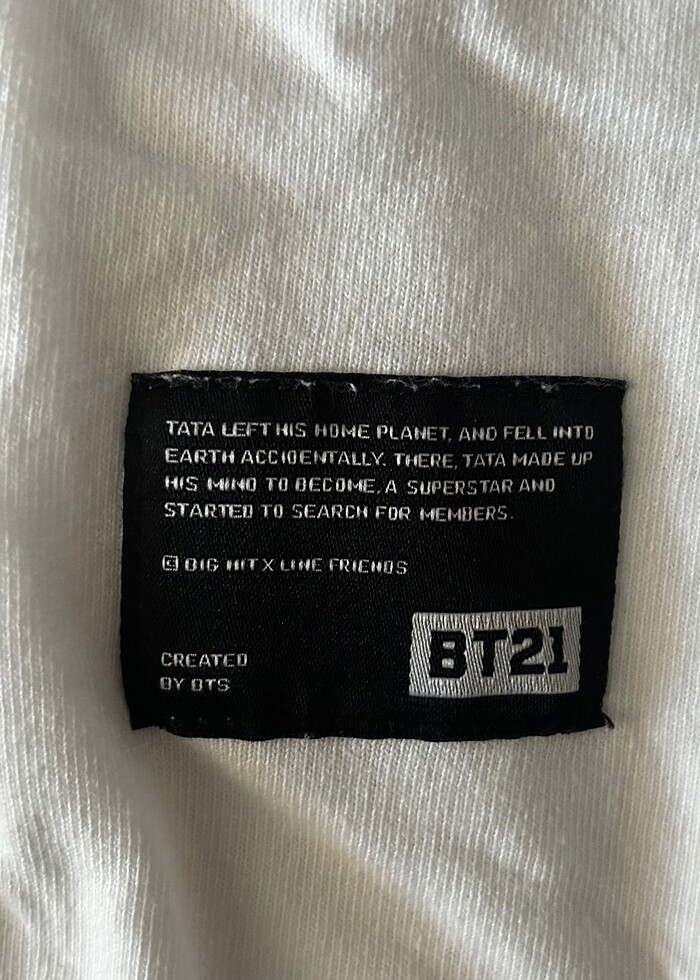 TATA LEFT HIS HOME PLANET, AND FELL INTO
EARTH ACCIDENTALLY. THERE, TATA MADE UP
HIS MIND TO BECOME, A SUPERSTAR AND
STARTED TO SEARCH FOR MEMBERS.
© BIG HIT X LINE FRIENDS
CREATED
BY BTS
BT21